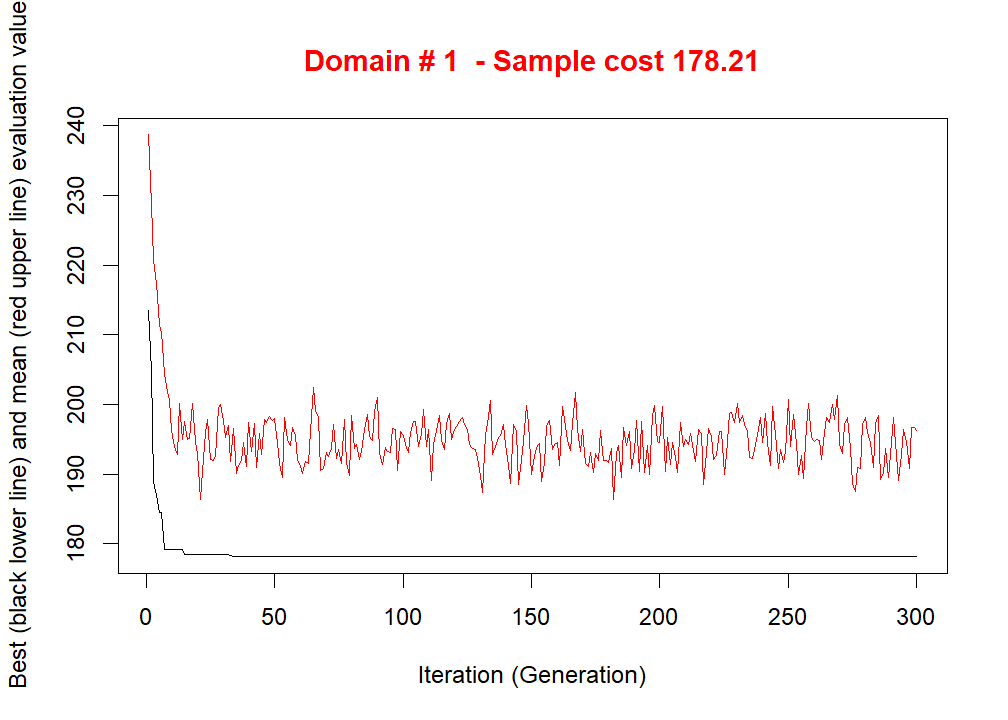 Domain # 1  - Sample cost 178.21
Best (black lower line) and mean (red upper line) evaluation value
240
230
220
210
200
190
180
0 50 100 150 200 250 300
Iteration (Generation)